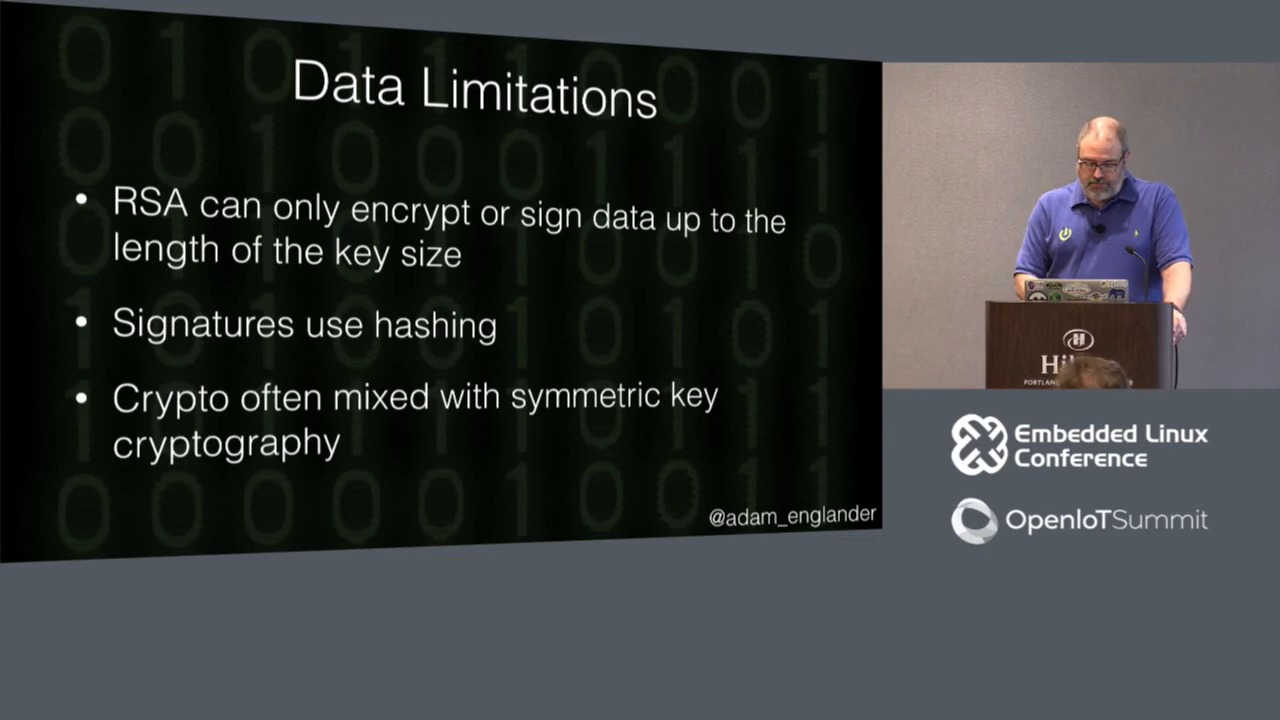 Data Limitations
• RSA can only encrypt or sign data up to the
length of the key size
• Signatures use hashing
• Crypto often mixed with symmetric key
cryptography
@adam_englander
Embedded Linux
Conference
OpenIoTSummit